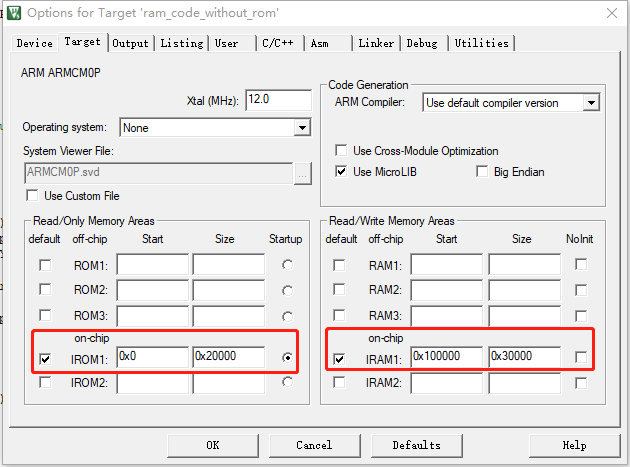 Options for Target 'ram_code_without_rom'
Device Target Output Listing User C/C++ Asm Linker Debug Utilities
ARM ARMCM0P
Xtal (MHz): 12.0
Operating system: None
System Viewer File:
ARMCM0P.svd ...
Use Custom File
Code Generation
ARM Compiler: Use default compiler version
Use Cross-Module Optimization
Use MicroLIB Big Endian
Read/Only Memory Areas
default off-chip Start Size Startup
ROM1:
ROM2:
ROM3:
on-chip
IROM1: 0x0 0x20000
IROM2:
Read/Write Memory Areas
default off-chip Start Size NoInit
RAM1:
RAM2:
RAM3:
on-chip
IRAM1: 0x100000 0x30000
IRAM2:
OK Cancel Defaults Help